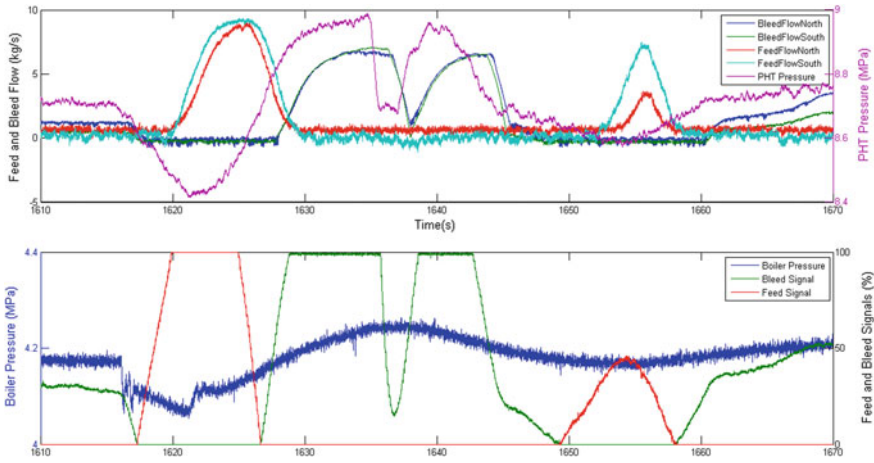 10
5
0
-5
Feed and Bleed Flow (kg/s)
BleedFlowNorth
BleedFlowSouth
FeedFlowNorth
FeedFlowSouth
PHT Pressure
9
8.8
8.6
8.4
PHT Pressure (MPa)
1610 1620 1630 1640 1650 1660 1670
Time(s)
4.4
4.2
4
Boiler Pressure (MPa)
Boiler Pressure
Bleed Signal
Feed Signal
100
50
0
Feed and Bleed Signals (%)
1610 1620 1630 1640 1650 1660 1670